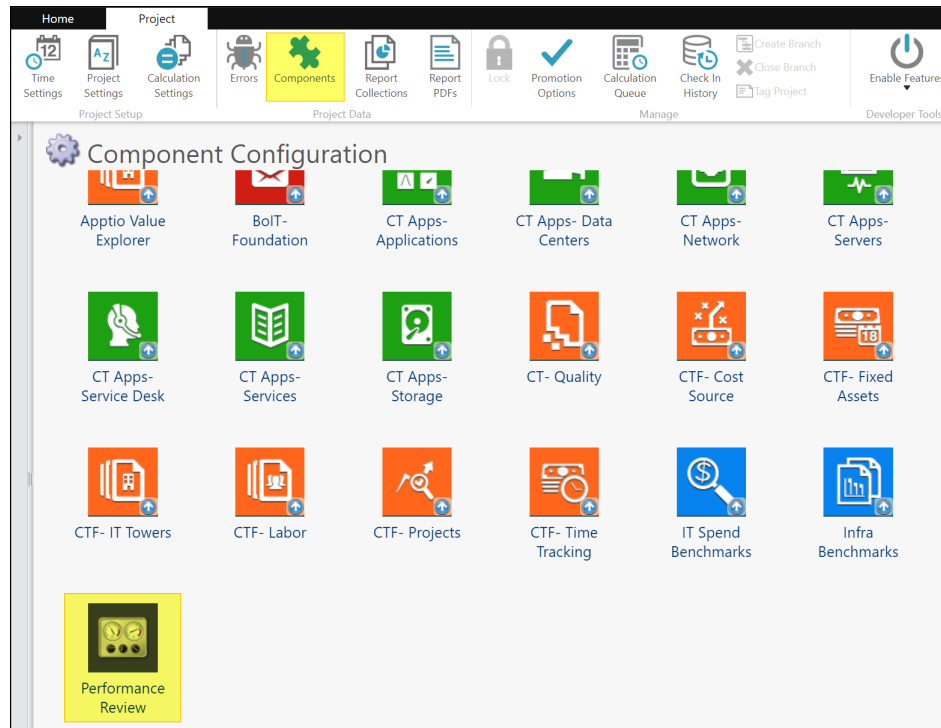 Home
Project
12
Time
Settings
AZ
Project
Settings
Calculation
Settings
Errors
Components
Report
Collections
Report
PDFs
Lock
Promotion
Options
Calculation
Queue
Check In
History
Create Branch
Close Branch
Tag Project
Enable Features
Project Setup
Project Data
Manage
Developer Tools
Component Configuration
Apptio Value
Explorer
BoIT-
Foundation
CT Apps-
Applications
CT Apps- Data
Centers
CT Apps-
Network
CT Apps-
Servers
CT Apps-
Service Desk
CT Apps-
Services
CT Apps-
Storage
CT- Quality
CTF- Cost
Source
18
CTF- Fixed
Assets
CTF- IT Towers
CTF- Labor
CTF- Projects
CTF- Time
Tracking
$
IT Spend
Benchmarks
Infra
Benchmarks
Performance
Review